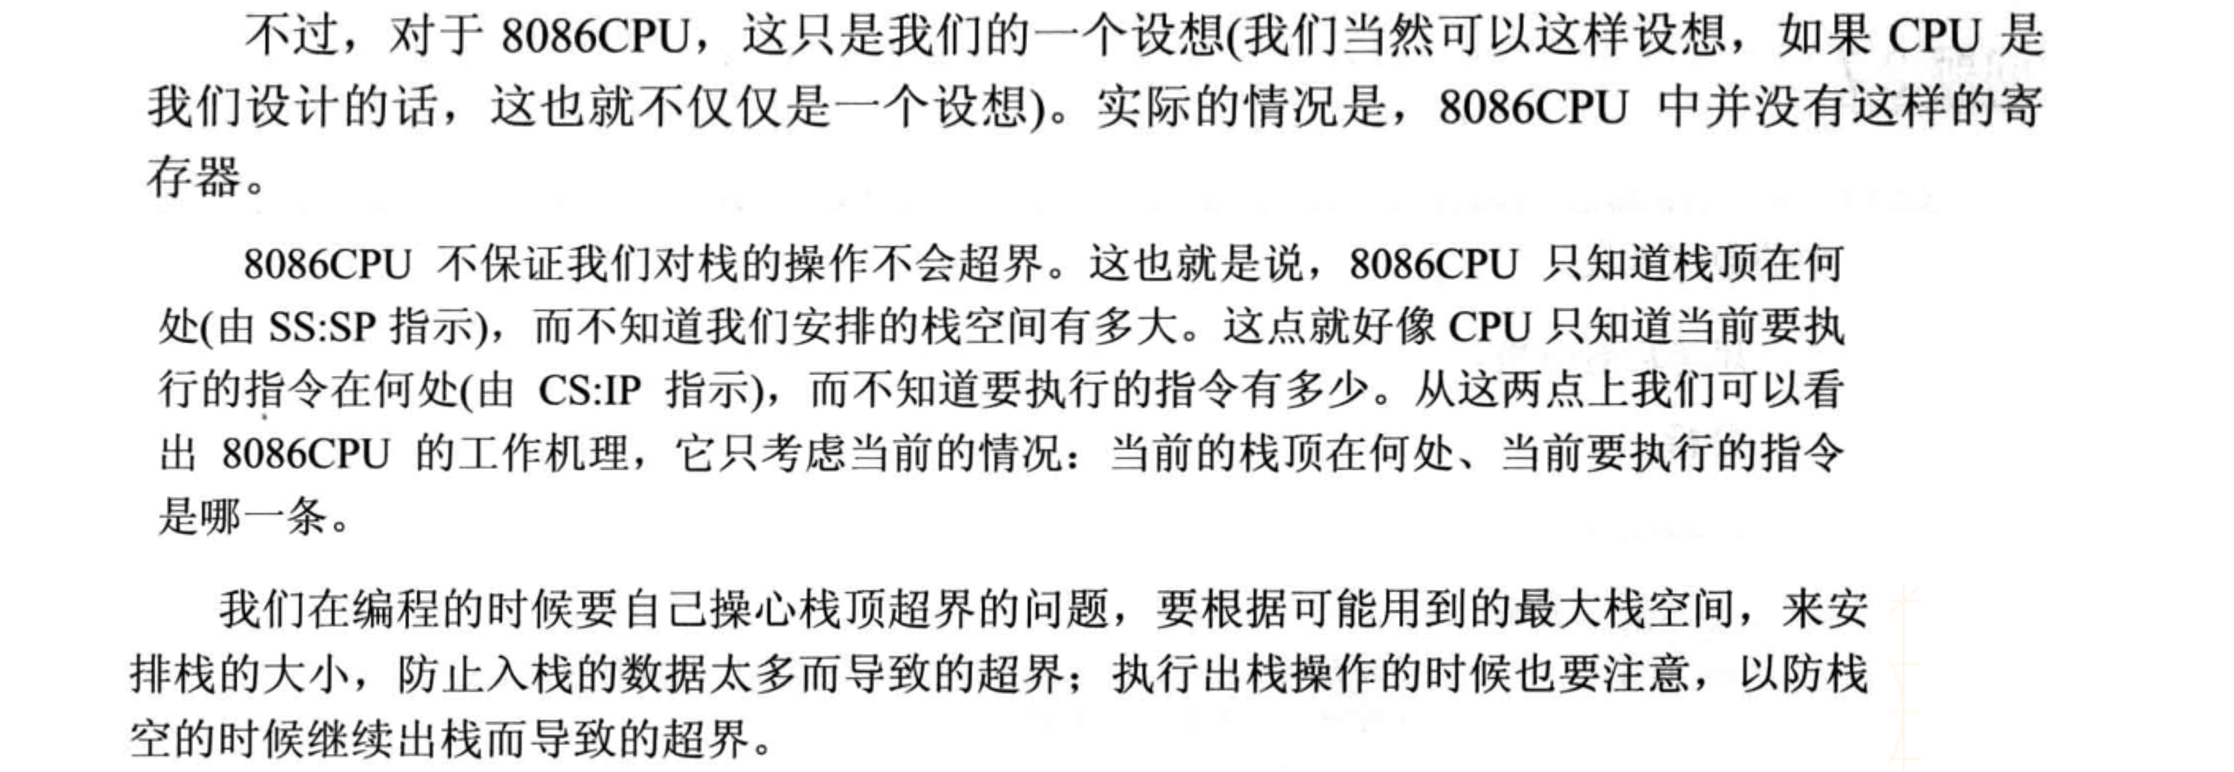 不过，对于 8086CPU，这只是我们的一个设想(我们当然可以这样设想，如果 CPU 是
我们设计的话，这也就不仅仅是一个设想)。实际的情况是，8086CPU 中并没有这样的寄
存器。
8086CPU 不保证我们对栈的操作不会超界。这也就是说，8086CPU 只知道栈顶在何
处(由 SS:SP 指示)，而不知道我们安排的栈空间有多大。这点就好像 CPU 只知道当前要执
行的指令在何处(由 CS:IP 指示)，而不知道要执行的指令有多少。从这两点上我们可以看
出 8086CPU 的工作机理，它只考虑当前的情况：当前的栈顶在何处、当前要执行的指令
是哪一条。
我们在编程的时候要自己操心栈顶超界的问题，要根据可能用到的最大栈空间，来安
排栈的大小，防止入栈的数据太多而导致的超界；执行出栈操作的时候也要注意，以防栈
空的时候继续出栈而导致的超界。